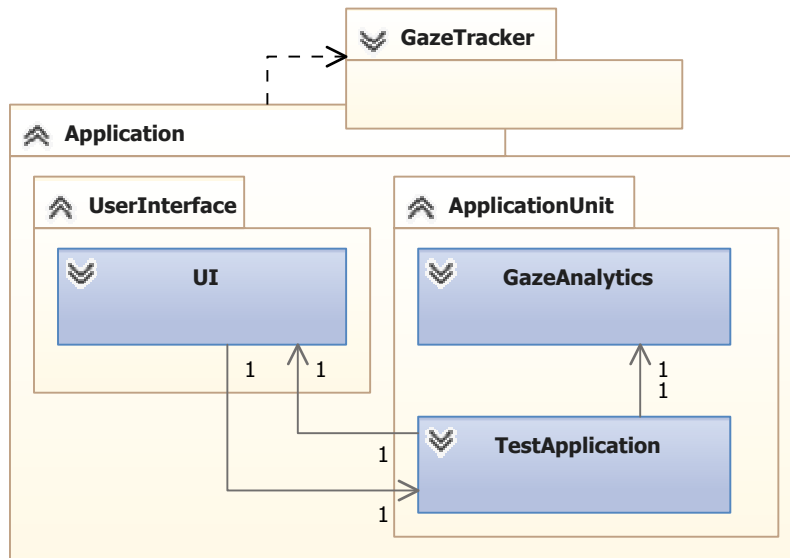 GazeTracker
Application
UserInterface
ApplicationUnit
UI
GazeAnalytics
1
1
1
1
1
TestApplication
1